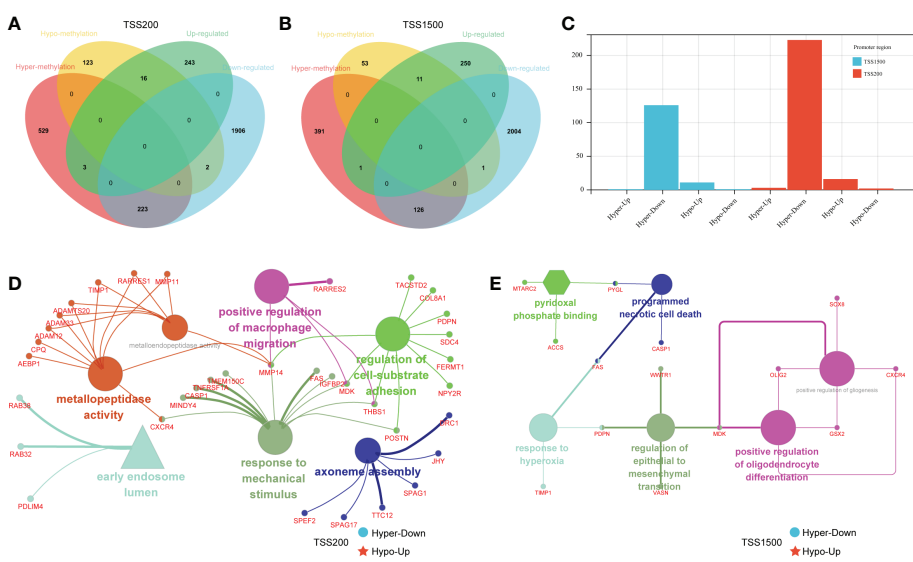 A
TSS200
Hypo-methylation
Up-regulated
Hyper-methylation
Down-regulated
123
243
16
0
0
529
0
0
1906
0
3
0
0
2
223
B
TSS1500
Hypo-methylation
Up-regulated
Hyper-methylation
Down-regulated
53
250
11
0
0
391
0
0
2004
0
1
0
0
1
126
C
200
150
100
50
0
Promoter region
TSS1500
TSS200
Hyper-Up
Hyper-Down
Hypo-Up
Hypo-Down
Hyper-Up
Hyper-Down
Hypo-Up
Hypo-Down
D
TIMP1
RARRES1
MMP11
ADAMTS20
ADAM12
CPQ
AEBP1
metalloendopeptidase activity
metallopeptidase
activity
RARRES2
positive regulation
of macrophage
migration
MMP14
TACSTD2
COL8A1
PDPN
SDC4
FERMT1
NPY2R
regulation of
cell-substrate
adhesion
TMEM150C
TNFRSF1A
CASP1
MINDY4
FAS
IGFBP2
MDK
THBS1
POSTN
CXCR4
response to
mechanical
stimulus
RAB38
RAB32
PDLIM4
early endosome
lumen
axoneme assembly
JHY
SPAG1
TTC12
SPAG17
SPEF2
TSS200
Hyper-Down
Hypo-Up
E
MTARC2
pyridoxal
phosphate binding
ACCS
PYGL
programmed
necrotic cell death
CASP1
FAS
SOX9
OLIG2
CXCR4
positive regulation of gliogenesis
GSX2
WWTR1
PDPN
MDK
response to
hyperoxia
TIMP1
regulation of
epithelial to
mesenchymal
transition
VASN
positive regulation
of oligodendrocyte
differentiation
TSS1500
Hyper-Down
Hypo-Up